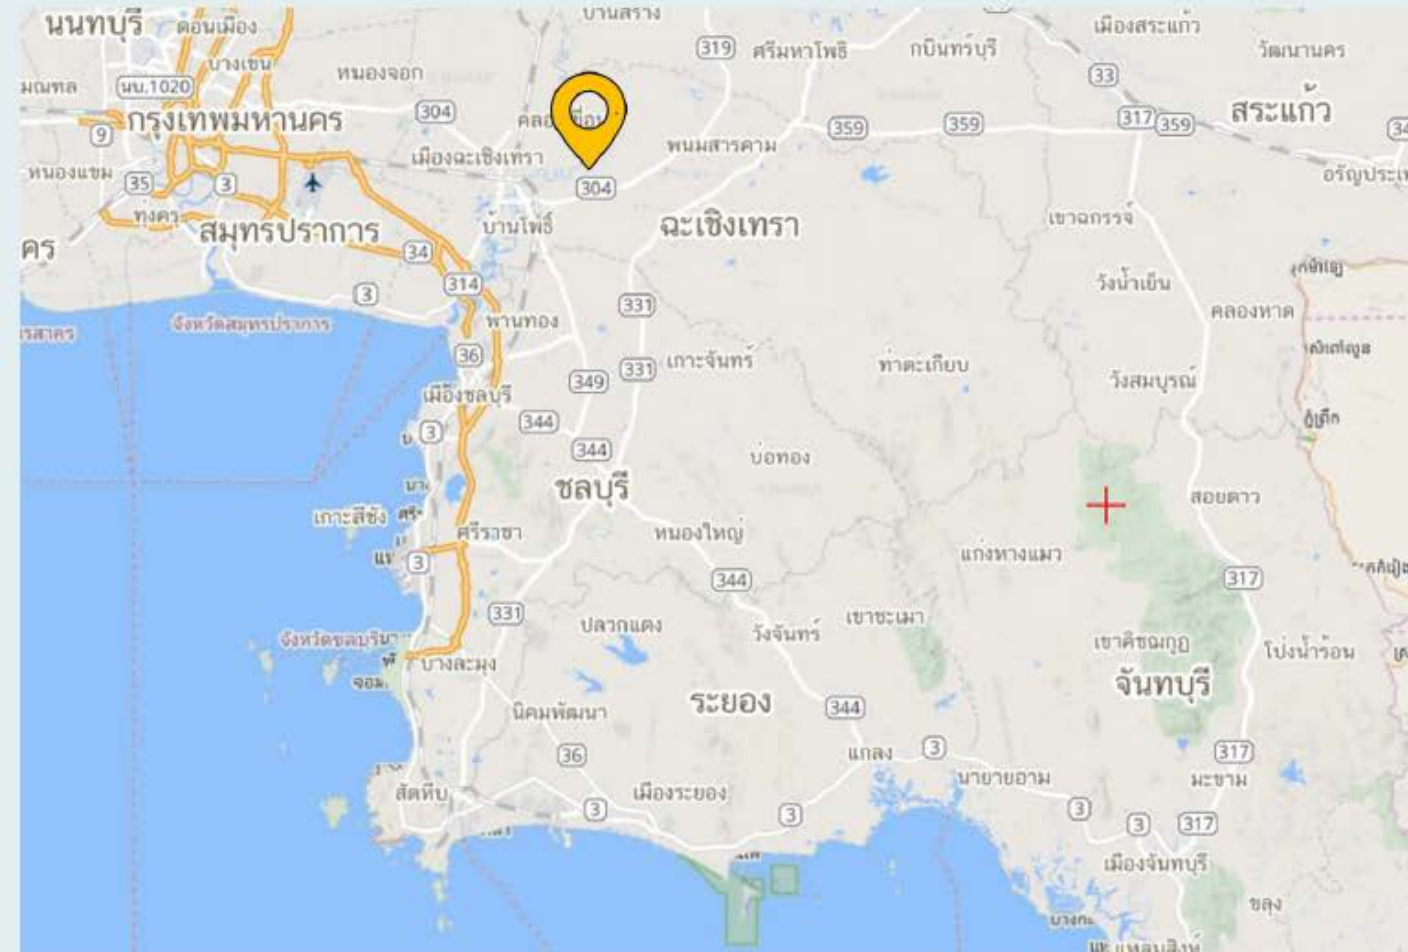 บ้านสร้าง
นนทบุรี
ดอนเมือง
เมืองสระแก้ว
319
ศรีมหาโพธิ
กบินทร์บุรี
วัฒนานคร
บางเขน
หนองจอก
33
มณฑล
นบ.1020
304
สระแก้ว
กรุงเทพมหานคร
317
359
359
359
9
พนมสารคาม
เมืองฉะเชิงเทรา
หนองแขม
35
3
304
ทุ่งครุ
เขาฉกรรจ์
บ้านโพธิ์
ฉะเชิงเทรา
สมุทรปราการ
คร
34
314
วังน้ำเย็น
3
331
คลองหาด
จังหวัดสมุทรปราการ
พานทอง
36
331
เกาะจันทร์
ท่าตะเกียบ
349
วังสมบูรณ์
เมืองชลบุรี
344
3
344
บ่อทอง
ชลบุรี
สอยดาว
เกาะสีชัง
ศรีราชา
หนองใหญ่
แก่งหางแมว
3
344
317
331
ปลวกแดง
เขาชะเมา
วังจันทร์
จังหวัดชลบุรี
เขาคิชฌกูฏ
บางละมุง
โป่งน้ำร้อน
จันทบุรี
ระยอง
นิคมพัฒนา
344
36
แกลง
3
317
นายายอาม
มะขาม
สัตหีบ
เมืองระยอง
3
3
3
3
317
เมืองจันทบุรี
ขลุง